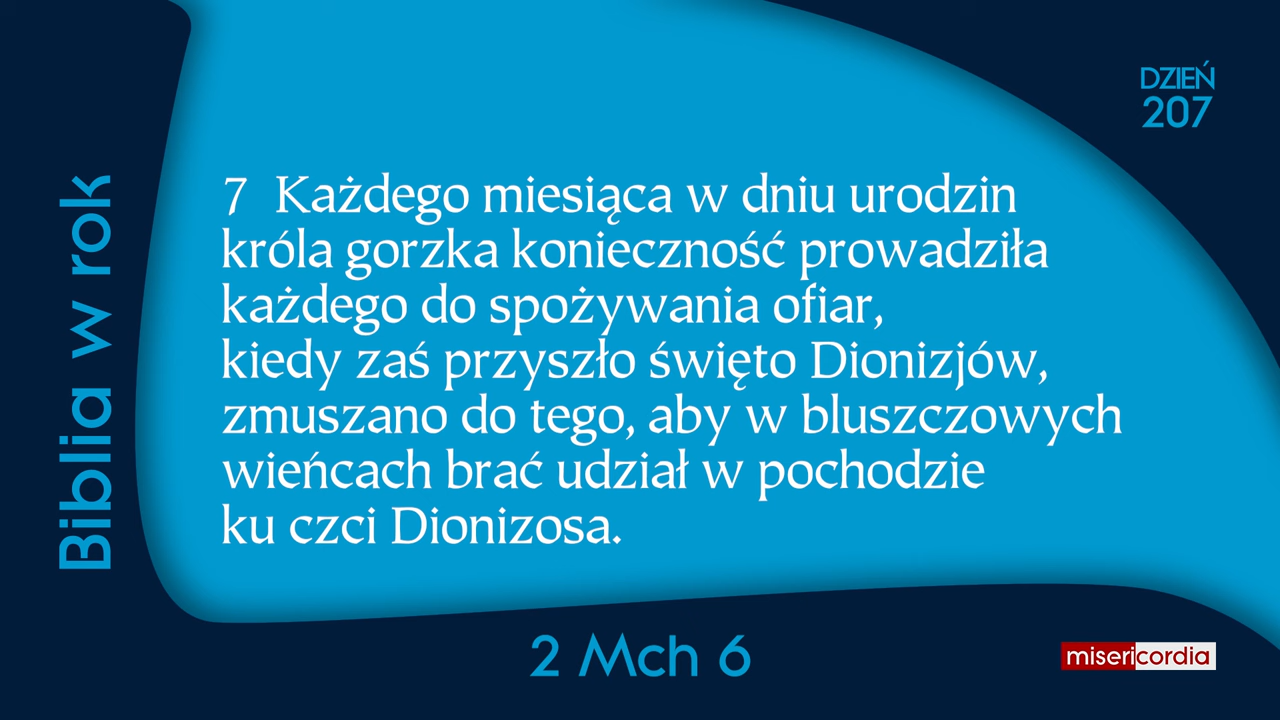 DZIEŃ
207
Biblia w rok
7 Każdego miesiąca w dniu urodzin
króla gorzka konieczność prowadziła
każdego do spożywania ofiar,
kiedy zaś przyszło święto Dionizjów,
zmuszano do tego, aby w bluszczowych
wieńcach brać udział w pochodzie
ku czci Dionizosa.
2 Mch 6
misericordia